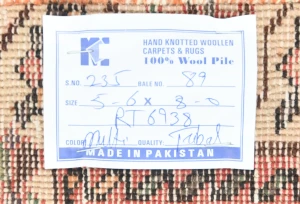 HAND KNOTTED WOOLLEN
CARPETS & RUGS
100% Wool Pile
S.NO. 235 BALE NO 89
SIZE 5-6 x 8-0
RT 6938
COLOR Multi QUALITY: Tribal
MADE IN PAKISTAN